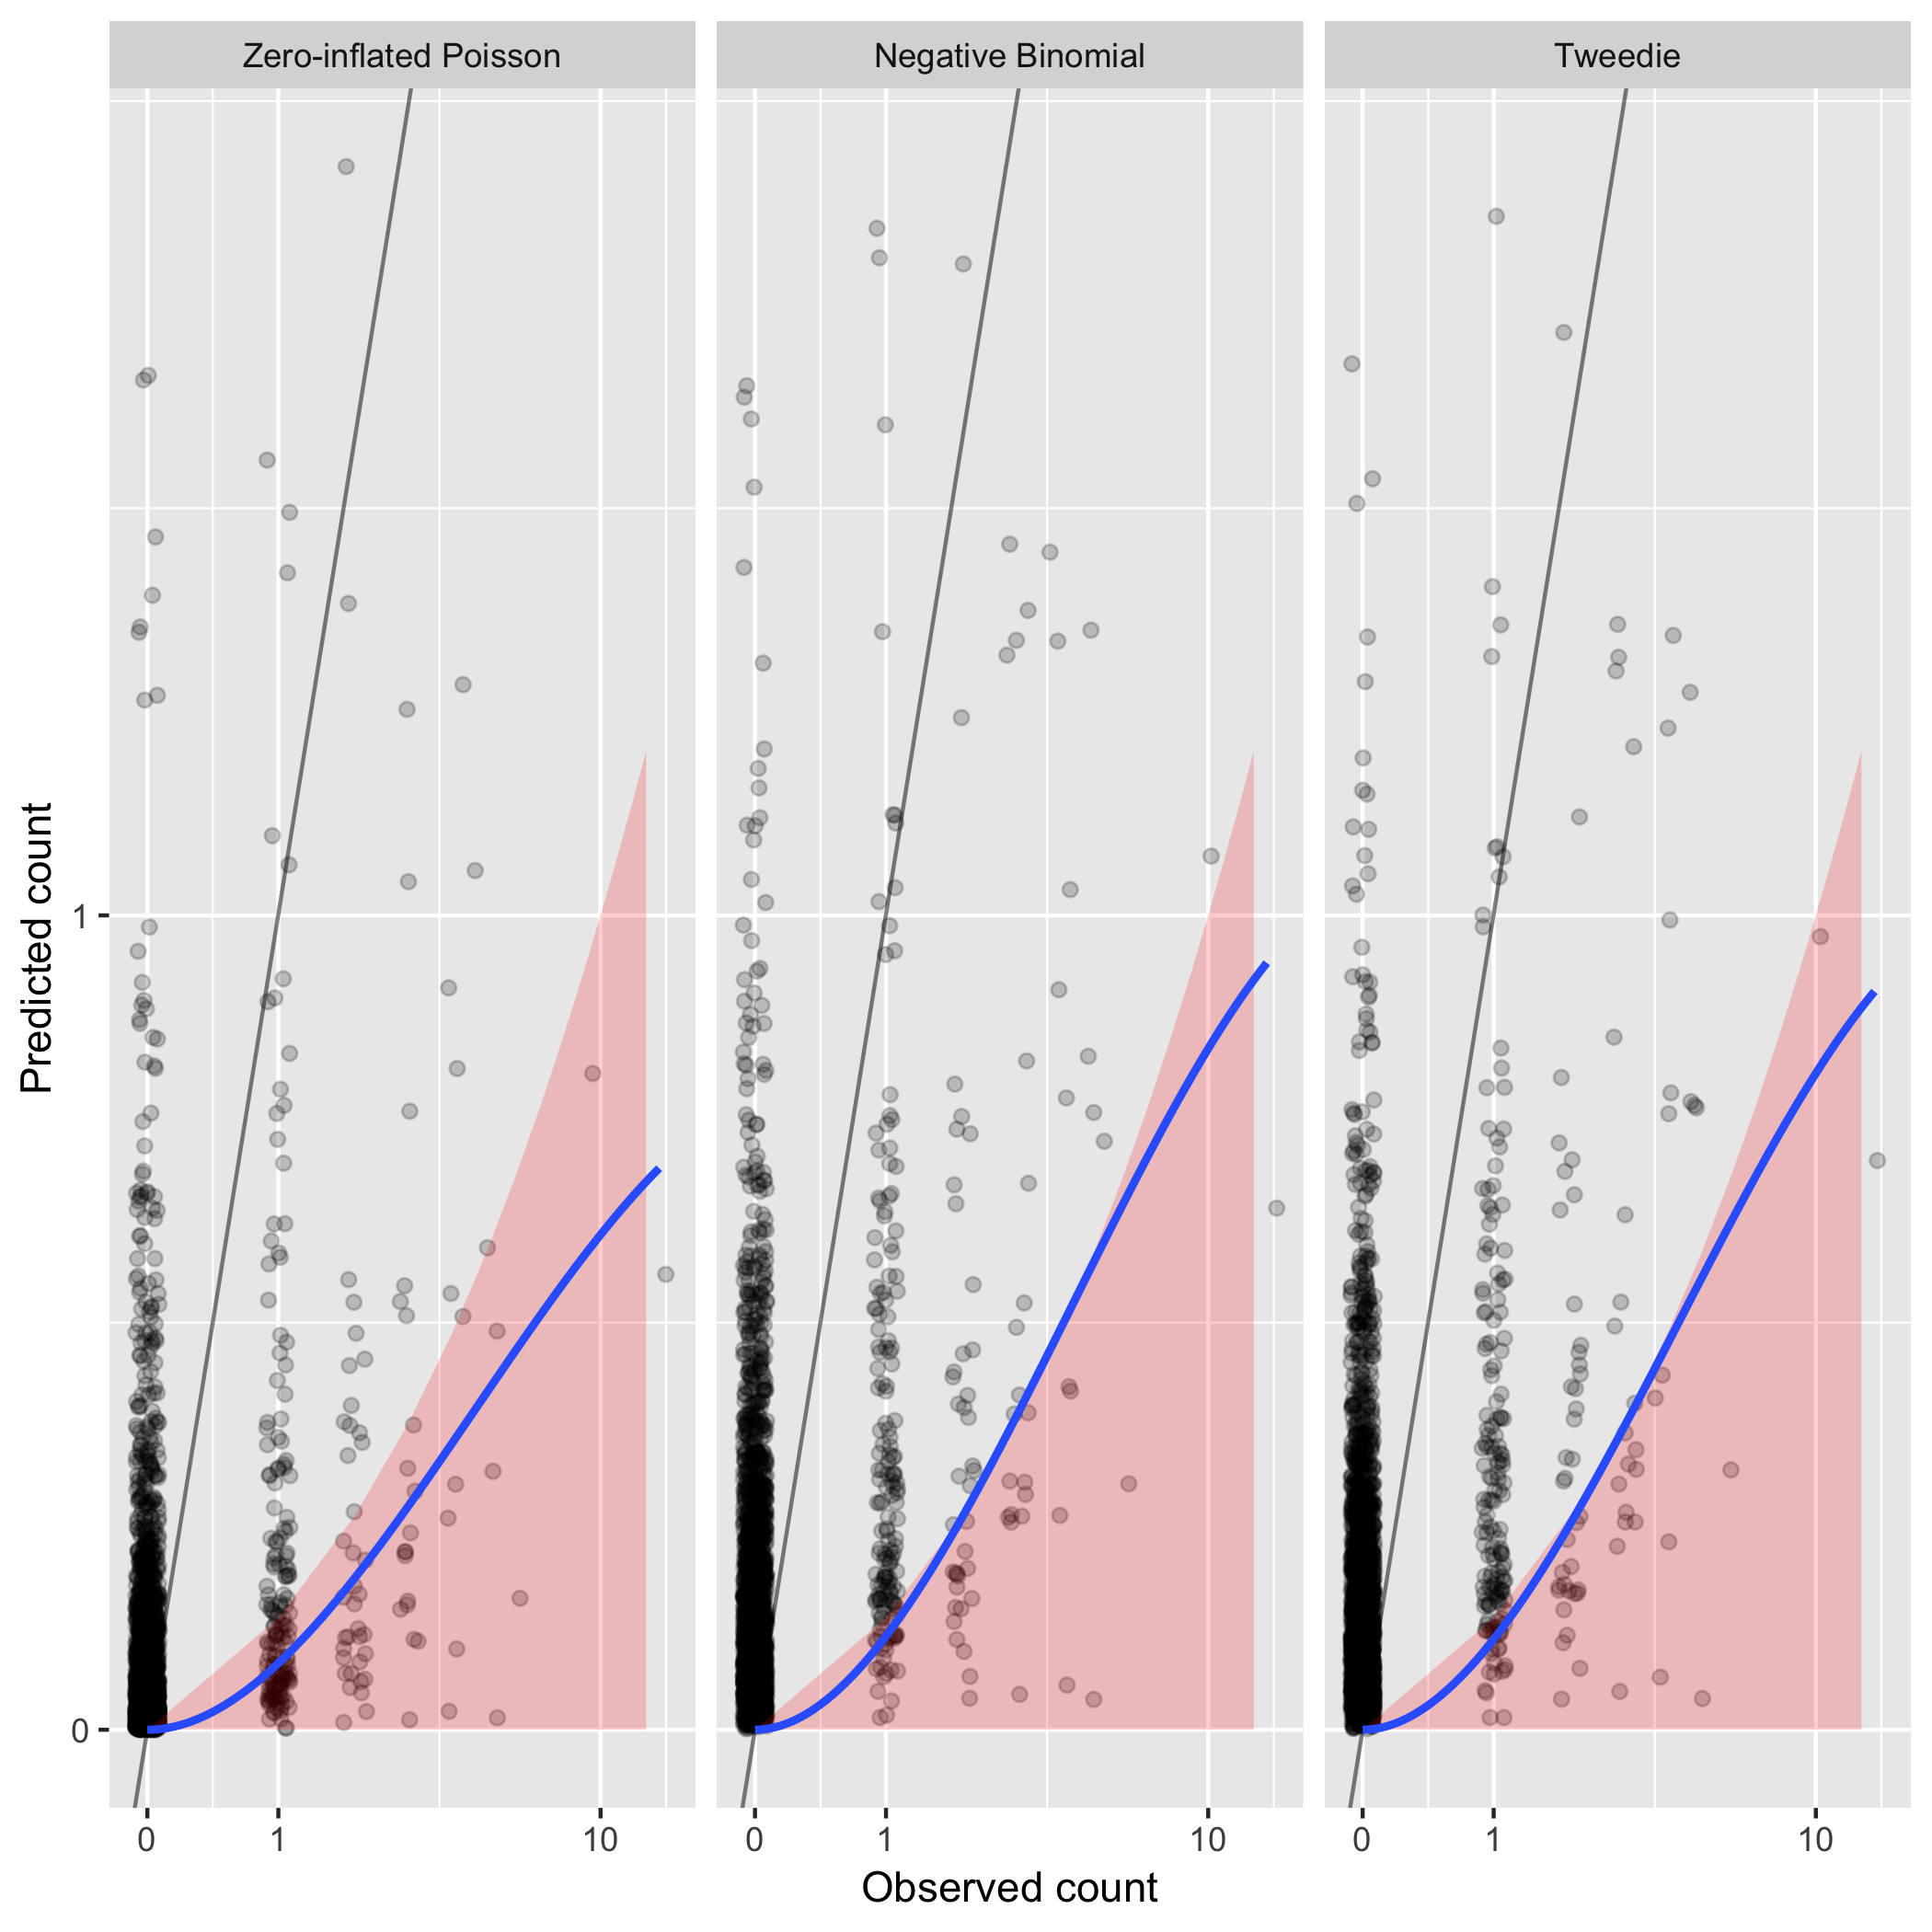 Zero-inflated Poisson
Negative Binomial
Tweedie
Predicted count
1
0
0 1 10
0 1 10
0 1 10
Observed count